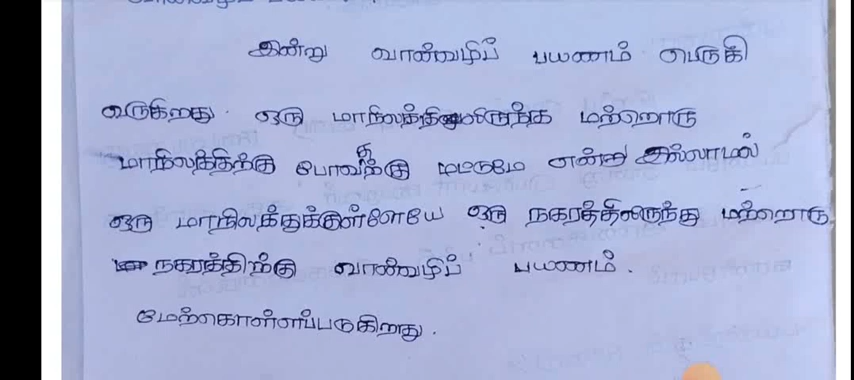 இன்று வான்வழிப் பயணம் பெருகி
வருகிறது. ஒரு மாநிலத்திலிருந்து மற்றொரு
மாநிலத்திற்கு போவதற்கு மட்டுமே என்று இல்லாமல்
ஒரு மாநிலத்துக்குள்ளேயே ஒரு நகரத்திலிருந்து மற்றொரு
நகரத்திற்கு வான்வழிப் பயணம்.
மேற்கொள்ளப்படுகிறது.